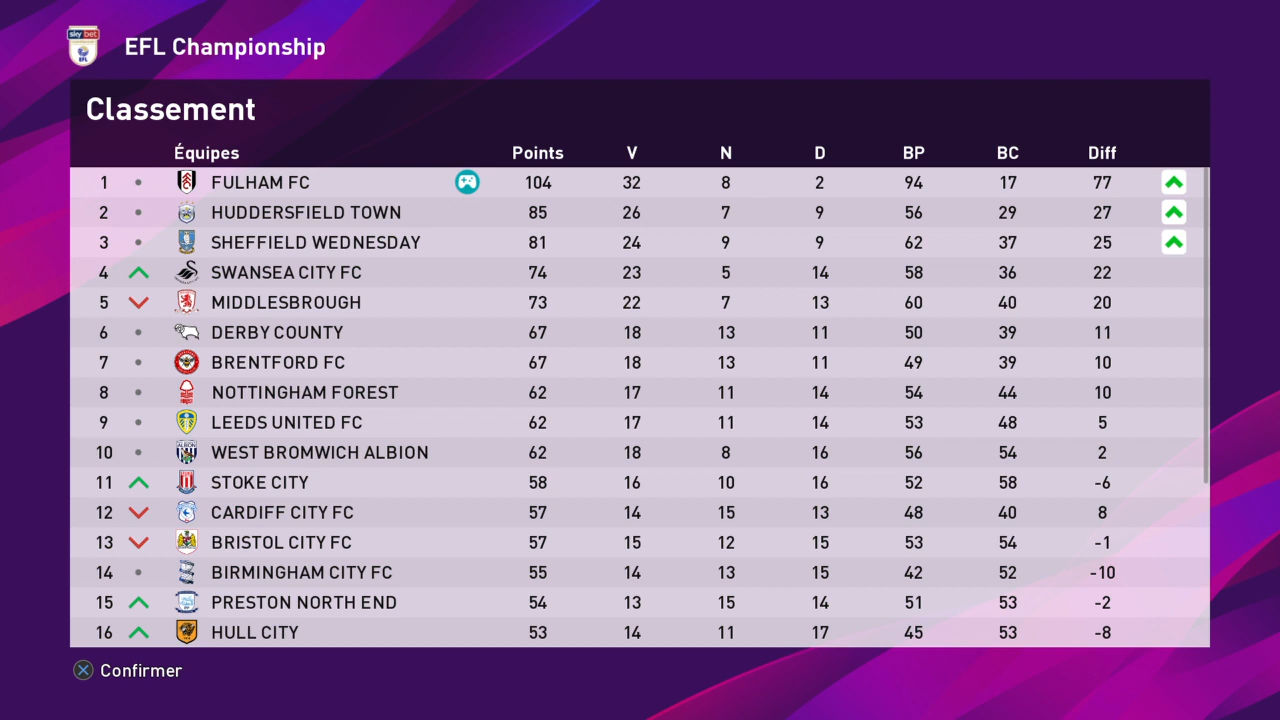 sky bet
EFL
EFL Championship
Classement
Équipes Points V N D BP BC Diff
1 FULHAM FC 104 32 8 2 94 17 77
2 HUDDERSFIELD TOWN 85 26 7 9 56 29 27
3 SHEFFIELD WEDNESDAY 81 24 9 9 62 37 25
4 SWANSEA CITY FC 74 23 5 14 58 36 22
5 MIDDLESBROUGH 73 22 7 13 60 40 20
6 DERBY COUNTY 67 18 13 11 50 39 11
7 BRENTFORD FC 67 18 13 11 49 39 10
8 NOTTINGHAM FOREST 62 17 11 14 54 44 10
9 LEEDS UNITED FC 62 17 11 14 53 48 5
10 WEST BROMWICH ALBION 62 18 8 16 56 54 2
11 STOKE CITY 58 16 10 16 52 58 -6
12 CARDIFF CITY FC 57 14 15 13 48 40 8
13 BRISTOL CITY FC 57 15 12 15 53 54 -1
14 BIRMINGHAM CITY FC 55 14 13 15 42 52 -10
15 PRESTON NORTH END 54 13 15 14 51 53 -2
16 HULL CITY 53 14 11 17 45 53 -8
Confirmer